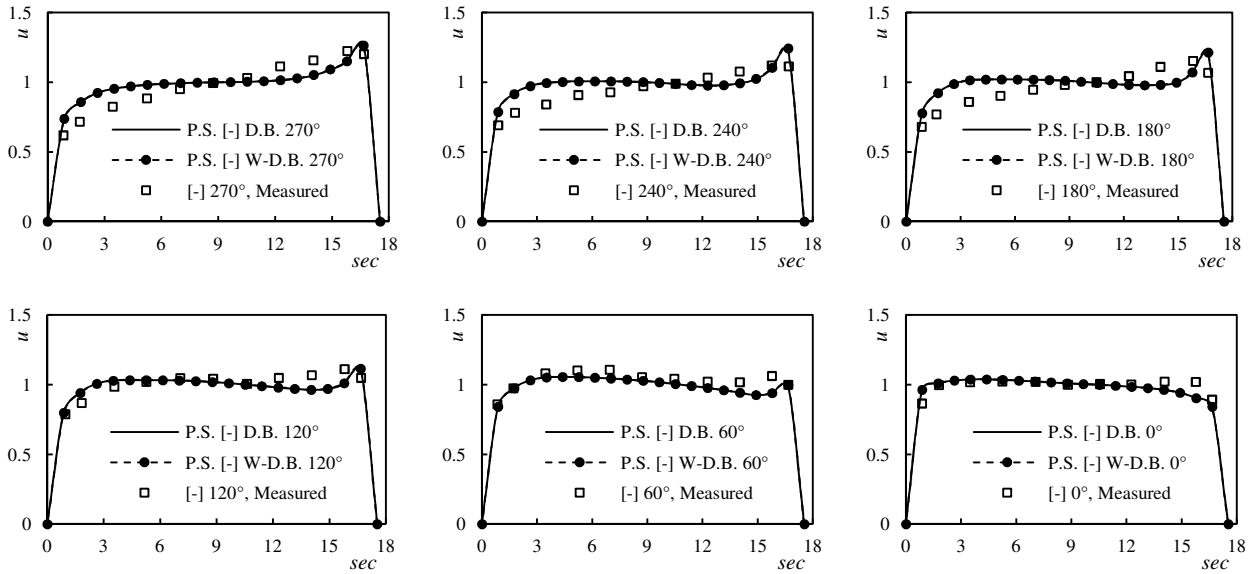 1.5
u
1
0.5
0
P.S. [-] D.B. 270°
P.S. [-] W-D.B. 270°
[-] 270°, Measured
0 3 6 9 12 15 18
sec
1.5
u
1
0.5
0
P.S. [-] D.B. 240°
P.S. [-] W-D.B. 240°
[-] 240°, Measured
0 3 6 9 12 15 18
sec
1.5
u
1
0.5
0
P.S. [-] D.B. 180°
P.S. [-] W-D.B. 180°
[-] 180°, Measured
0 3 6 9 12 15 18
sec
1.5
u
1
0.5
0
P.S. [-] D.B. 120°
P.S. [-] W-D.B. 120°
[-] 120°, Measured
0 3 6 9 12 15 18
sec
1.5
u
1
0.5
0
P.S. [-] D.B. 60°
P.S. [-] W-D.B. 60°
[-] 60°, Measured
0 3 6 9 12 15 18
sec
1.5
u
1
0.5
0
P.S. [-] D.B. 0°
P.S. [-] W-D.B. 0°
[-] 0°, Measured
0 3 6 9 12 15 18
sec